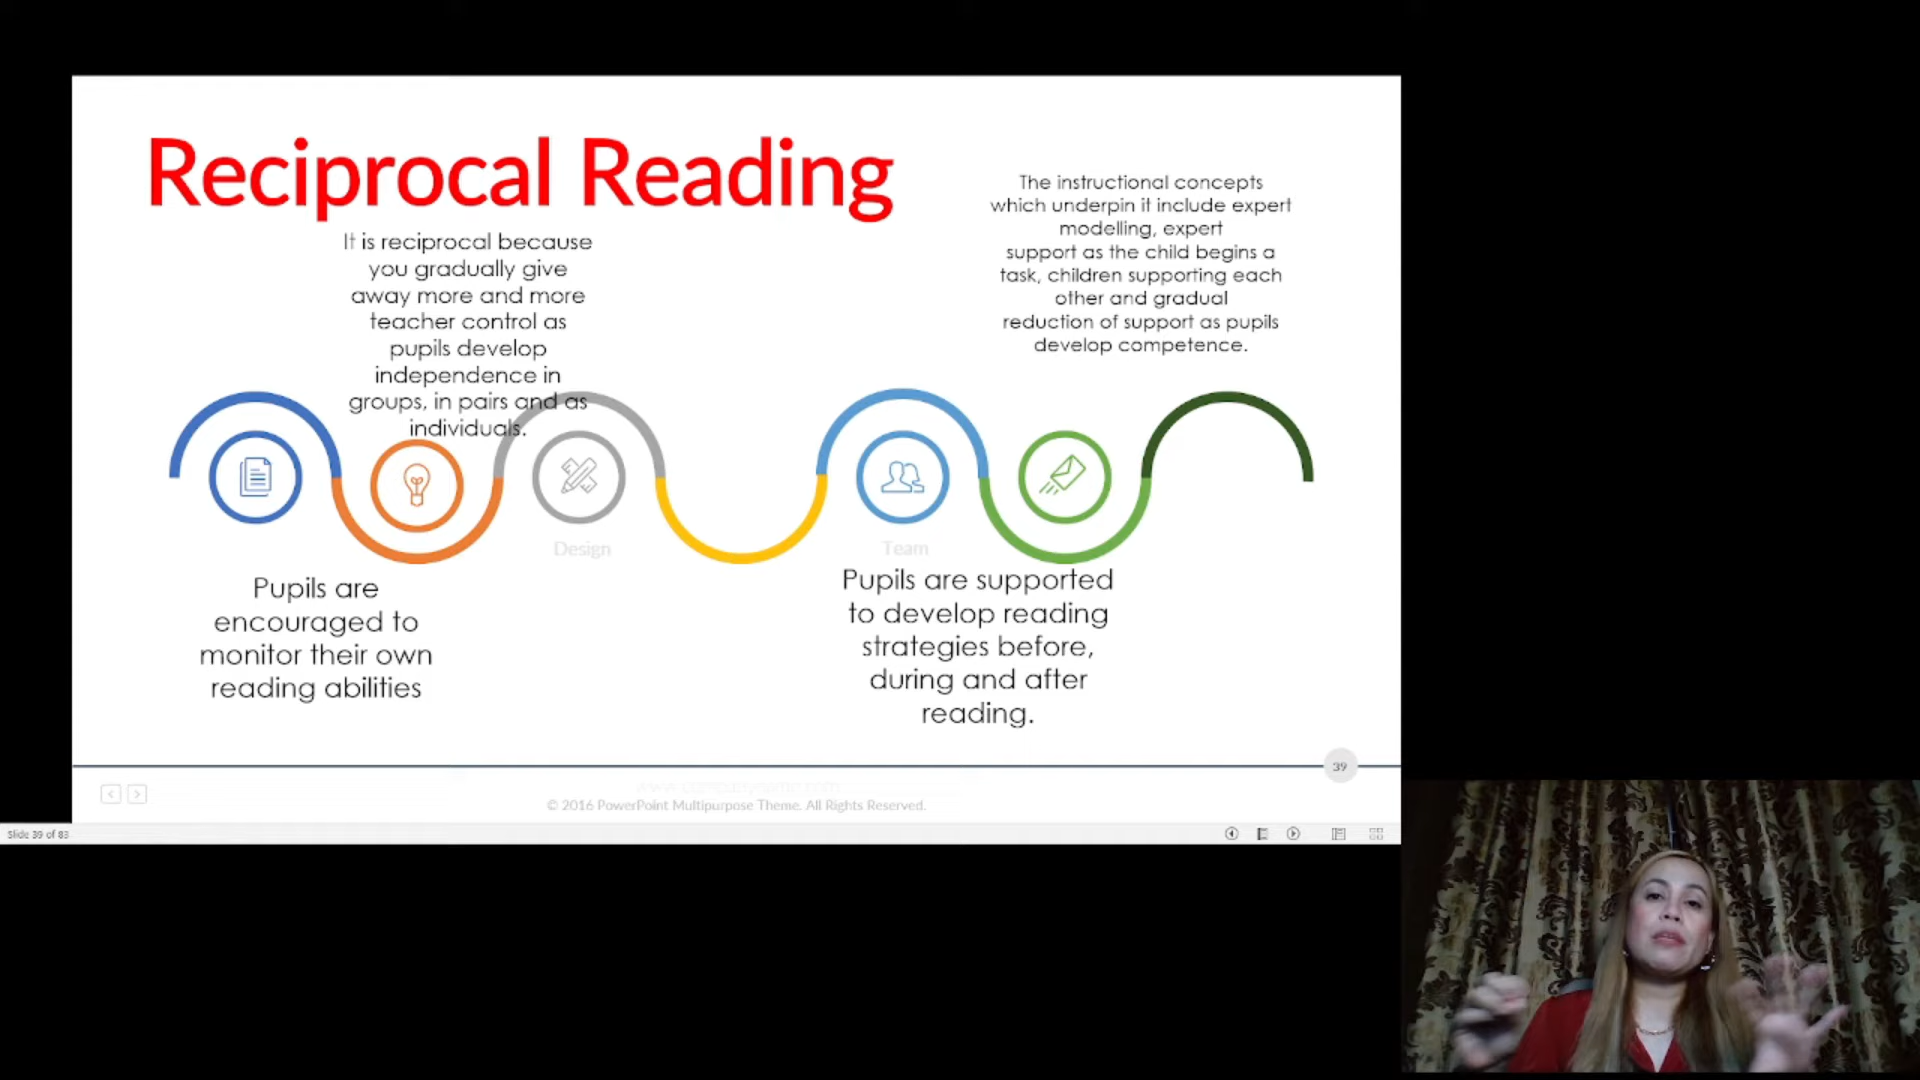 Reciprocal Reading
It is reciprocal because
you gradually give
away more and more
teacher control as
pupils develop
independence in
groups, in pairs and as
individuals.
The instructional concepts
which underpin it include expert
modelling, expert
support as the child begins a
task, children supporting each
other and gradual
reduction of support as pupils
develop competence.
Design
Team
Pupils are
encouraged to
monitor their own
reading abilities
Pupils are supported
to develop reading
strategies before,
during and after
reading.
39
© 2016 PowerPoint Multipurpose Theme. All Rights Reserved.
Slide 39 of 83